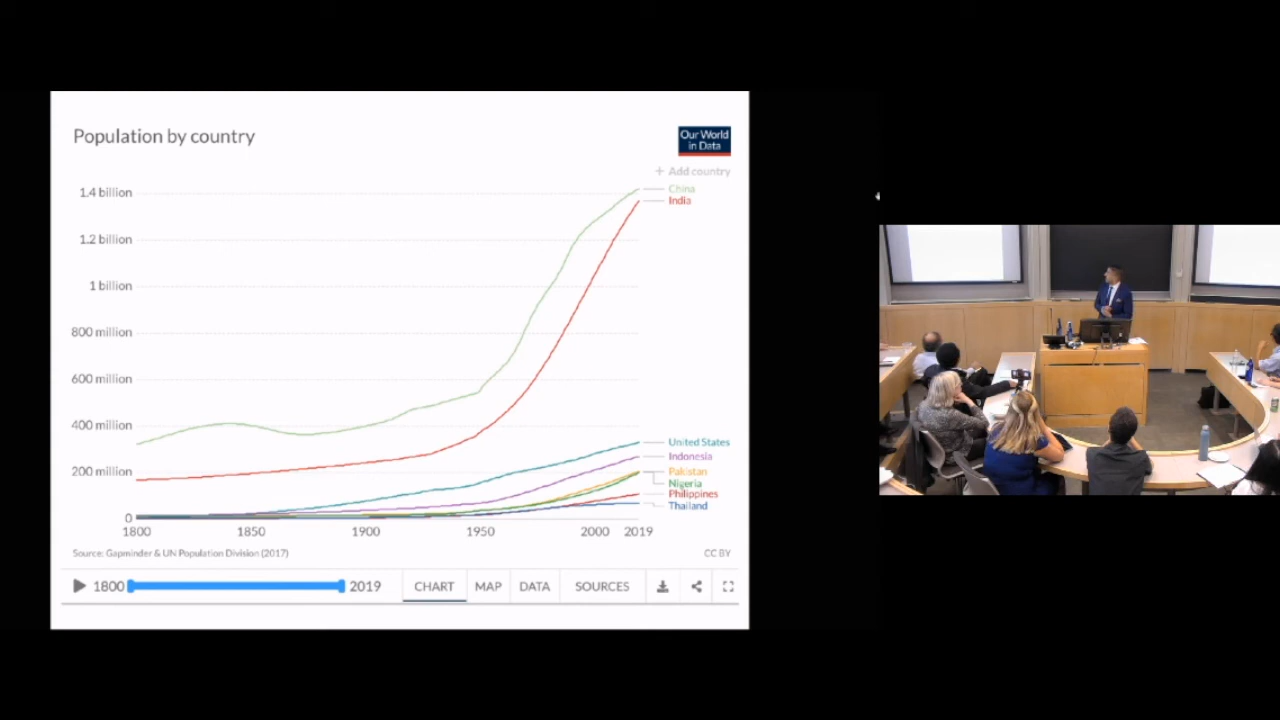 Population by country
Our World
in Data
+ Add country
1.4 billion
China
India
1.2 billion
1 billion
800 million
600 million
400 million
United States
Indonesia
200 million
Pakistan
Nigeria
Philippines
Thailand
0
1800 1850 1900 1950 2000 2019
Source: Gapminder & UN Population Division (2017)
CC BY
1800 2019 CHART MAP DATA SOURCES